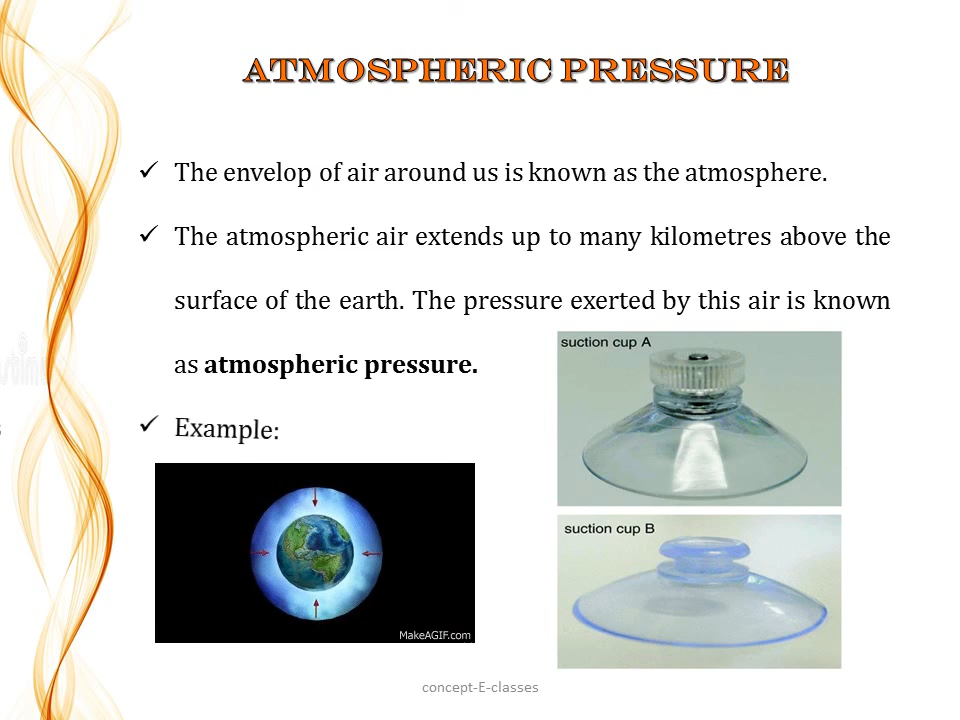 ATMOSPHERIC PRESSURE
✓ The envelop of air around us is known as the atmosphere.
✓ The atmospheric air extends up to many kilometres above the
surface of the earth. The pressure exerted by this air is known
as atmospheric pressure.
✓ Example:
suction cup A
suction cup B
MakeAGIF.com
concept-E-classes